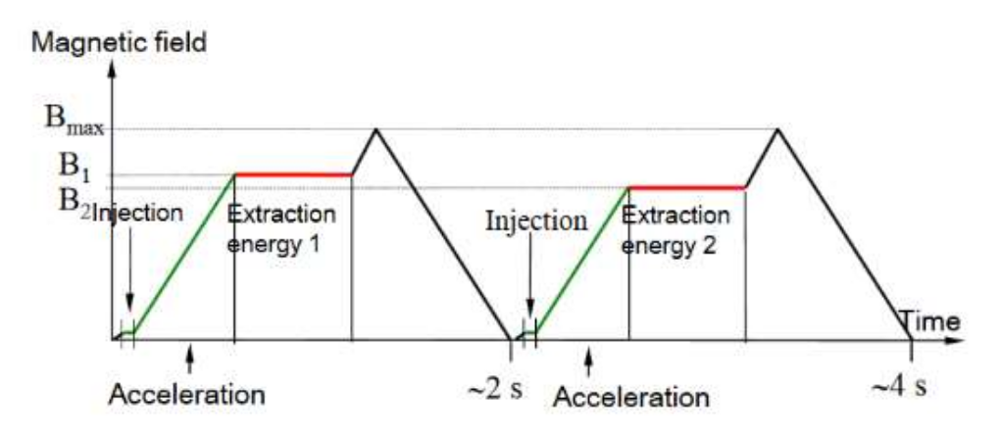 Magnetic field
Bmax
B1
B2
Injection
Extraction
energy 1
Injection
Extraction
energy 2
Time
Acceleration
~2 s
Acceleration
~4 s